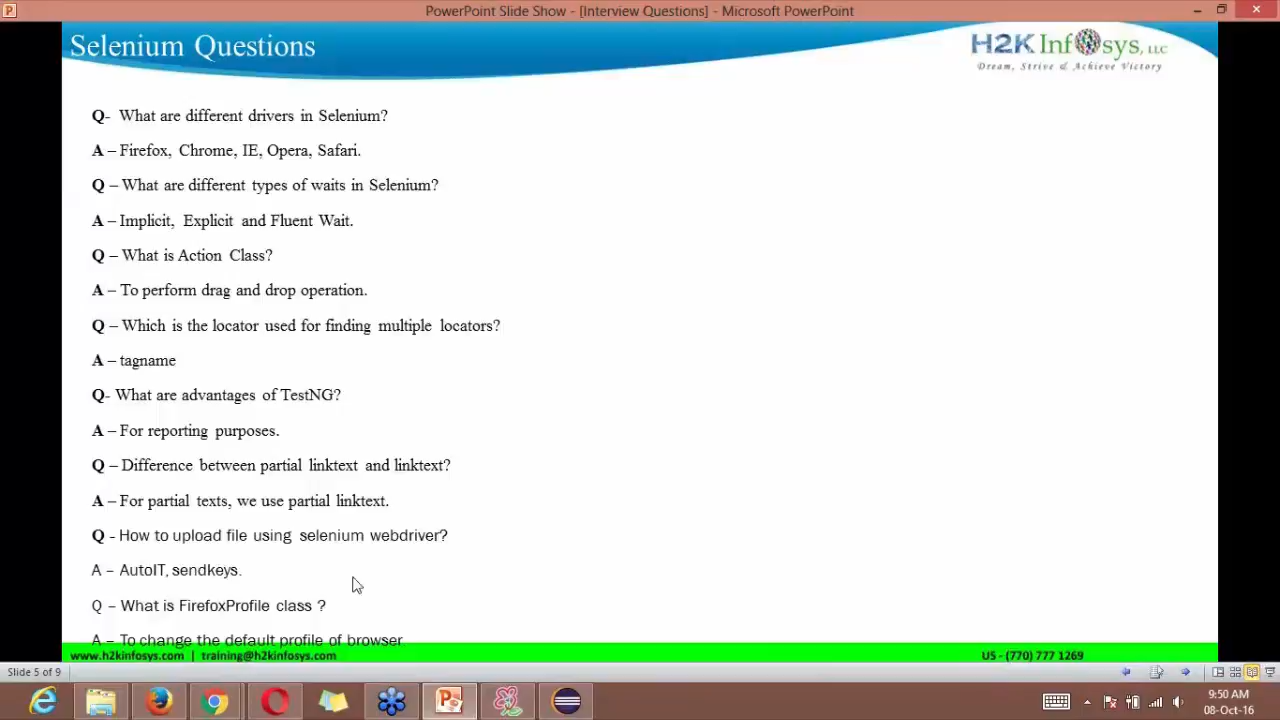 PowerPoint Slide Show - [Interview Questions] - Microsoft PowerPoint
Selenium Questions
H2K Infosys, LLC
Dream, Strive & Achieve Victory
Q- What are different drivers in Selenium?
A – Firefox, Chrome, IE, Opera, Safari.
Q – What are different types of waits in Selenium?
A – Implicit, Explicit and Fluent Wait.
Q – What is Action Class?
A – To perform drag and drop operation.
Q – Which is the locator used for finding multiple locators?
A – tagname
Q- What are advantages of TestNG?
A – For reporting purposes.
Q – Difference between partial linktext and linktext?
A – For partial texts, we use partial linktext.
Q - How to upload file using selenium webdriver?
A – AutoIT, sendkeys.
Q – What is FirefoxProfile class ?
A – To change the default profile of browser.
www.h2kinfosys.com | training@h2kinfosys.com
US - (770) 777 1269
Slide 5 of 9
9:50 AM
08-Oct-16